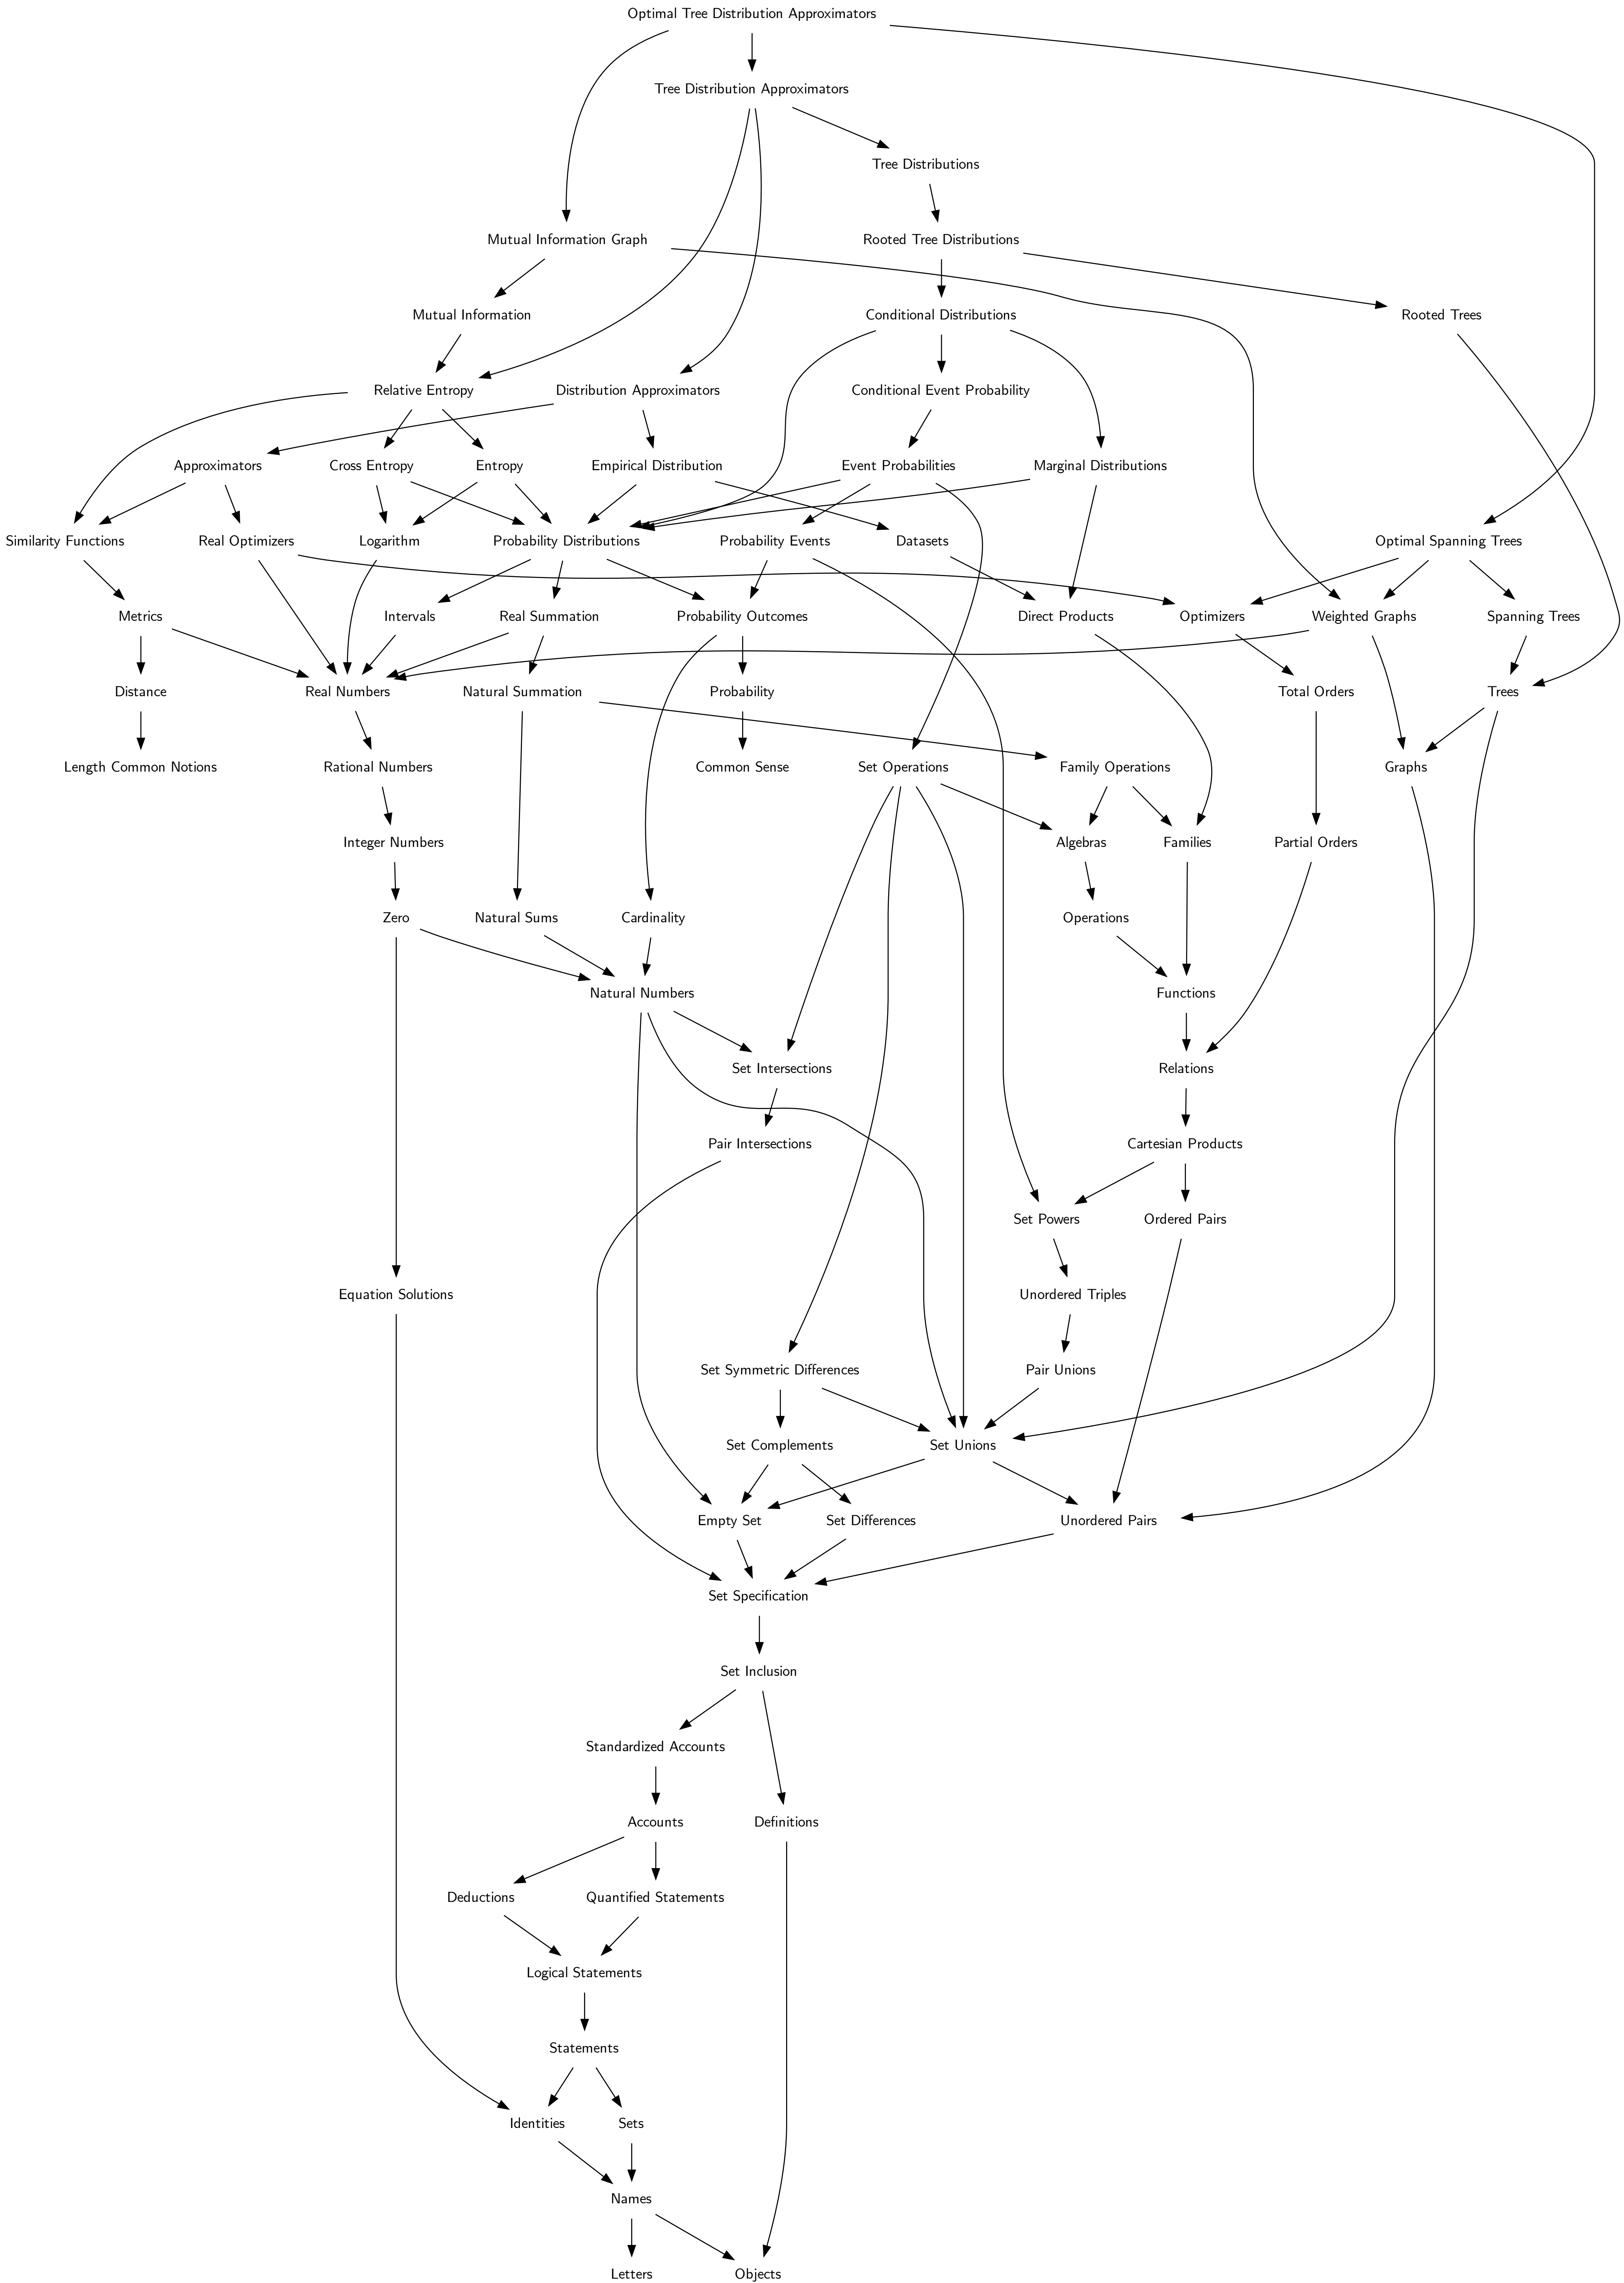 Optimal Tree Distribution Approximators
Tree Distribution Approximators
Tree Distributions
Mutual Information Graph
Rooted Tree Distributions
Mutual Information
Conditional Distributions
Rooted Trees
Relative Entropy
Distribution Approximators
Conditional Event Probability
Approximators
Cross Entropy
Entropy
Empirical Distribution
Event Probabilities
Marginal Distributions
Similarity Functions
Real Optimizers
Logarithm
Probability Distributions
Probability Events
Datasets
Optimal Spanning Trees
Metrics
Intervals
Real Summation
Probability Outcomes
Direct Products
Optimizers
Weighted Graphs
Spanning Trees
Distance
Real Numbers
Natural Summation
Probability
Total Orders
Trees
Length Common Notions
Rational Numbers
Common Sense
Set Operations
Family Operations
Graphs
Integer Numbers
Algebras
Families
Partial Orders
Zero
Natural Sums
Cardinality
Operations
Natural Numbers
Functions
Set Intersections
Relations
Pair Intersections
Cartesian Products
Set Powers
Ordered Pairs
Equation Solutions
Unordered Triples
Set Symmetric Differences
Pair Unions
Set Complements
Set Unions
Empty Set
Set Differences
Unordered Pairs
Set Specification
Set Inclusion
Standardized Accounts
Accounts
Definitions
Deductions
Quantified Statements
Logical Statements
Statements
Identities
Sets
Names
Letters
Objects